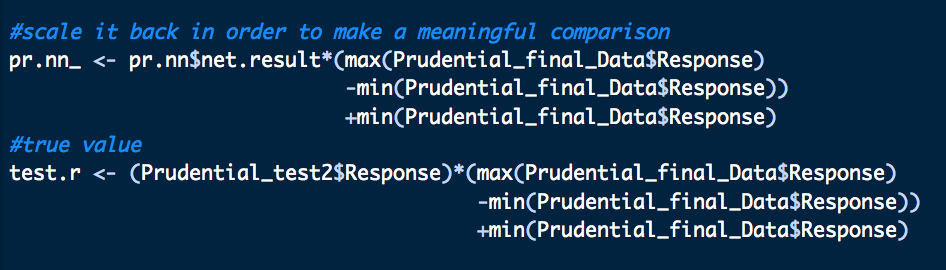 #scale it back in order to make a meaningful comparison
pr.nn_ <- pr.nn$net.result*(max(Prudential_final_Data$Response)
-min(Prudential_final_Data$Response))
+min(Prudential_final_Data$Response)
#true value
test.r <- (Prudential_test2$Response)*(max(Prudential_final_Data$Response)
-min(Prudential_final_Data$Response))
+min(Prudential_final_Data$Response)